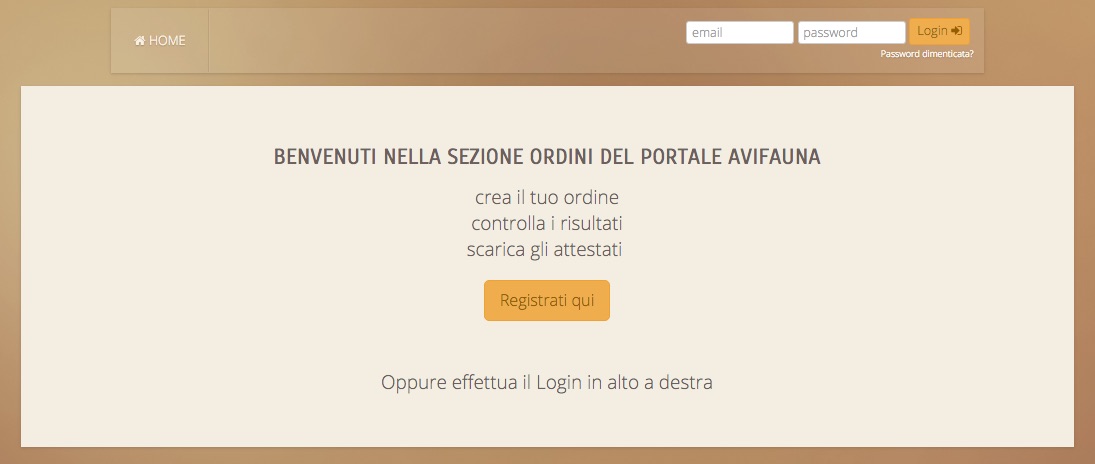 HOME
email
password
Login
Password dimenticata?
BENVENUTI NELLA SEZIONE ORDINI DEL PORTALE AVIFAUNA
crea il tuo ordine
controlla i risultati
scarica gli attestati
Registrati qui
Oppure effettua il Login in alto a destra